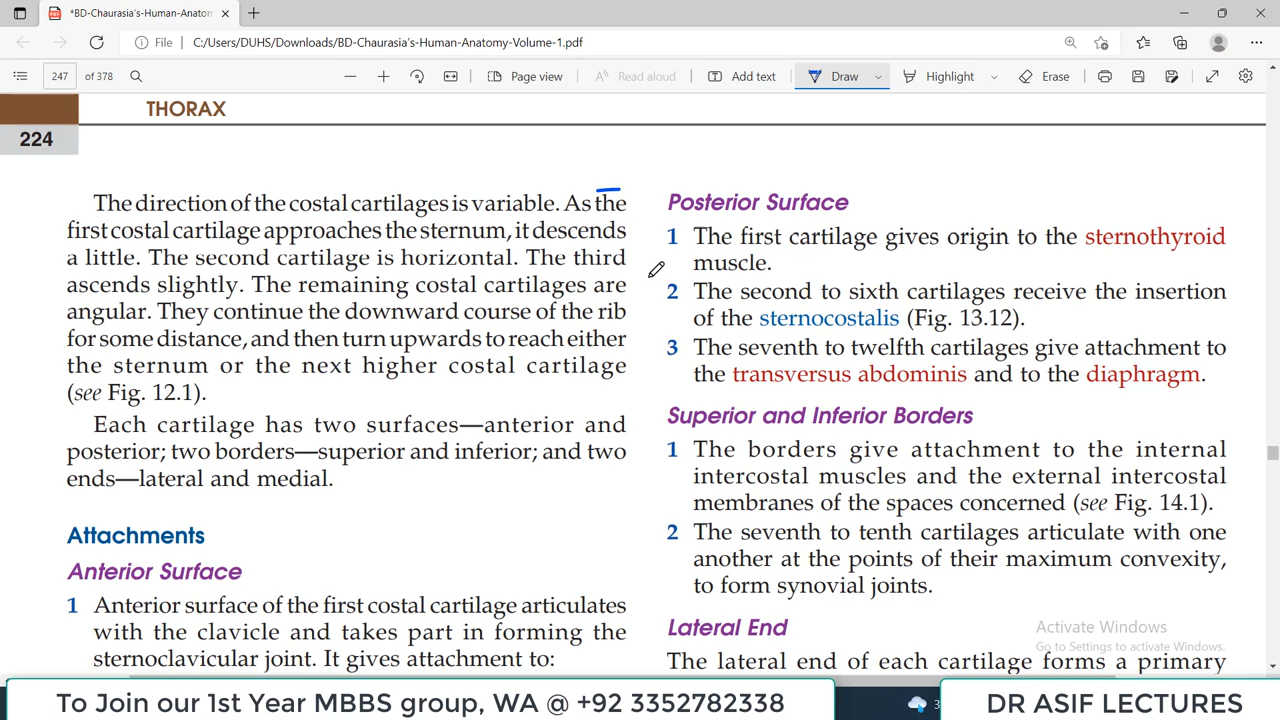 *BD-Chaurasia's-Human-Anatom
File
C:/Users/DUHS/Downloads/BD-Chaurasia's-Human-Anatomy-Volume-1.pdf
247
of 378
Page view
Read aloud
Add text
Draw
Highlight
Erase
THORAX
224
The direction of the costal cartilages is variable. As the
first costal cartilage approaches the sternum, it descends
a little. The second cartilage is horizontal. The third
ascends slightly. The remaining costal cartilages are
angular. They continue the downward course of the rib
for some distance, and then turn upwards to reach either
the sternum or the next higher costal cartilage
(see Fig. 12.1).
Each cartilage has two surfaces—anterior and
posterior; two borders—superior and inferior; and two
ends—lateral and medial.
Attachments
Anterior Surface
1 Anterior surface of the first costal cartilage articulates
with the clavicle and takes part in forming the
sternoclavicular joint. It gives attachment to:
Posterior Surface
1 The first cartilage gives origin to the sternothyroid
muscle.
2 The second to sixth cartilages receive the insertion
of the sternocostalis (Fig. 13.12).
3 The seventh to twelfth cartilages give attachment to
the transversus abdominis and to the diaphragm.
Superior and Inferior Borders
1 The borders give attachment to the internal
intercostal muscles and the external intercostal
membranes of the spaces concerned (see Fig. 14.1).
2 The seventh to tenth cartilages articulate with one
another at the points of their maximum convexity,
to form synovial joints.
Lateral End
The lateral end of each cartilage forms a primary
Activate Windows
Go to Settings to activate Windows.
To Join our 1st Year MBBS group, WA @ +92 3352782338
DR ASIF LECTURES